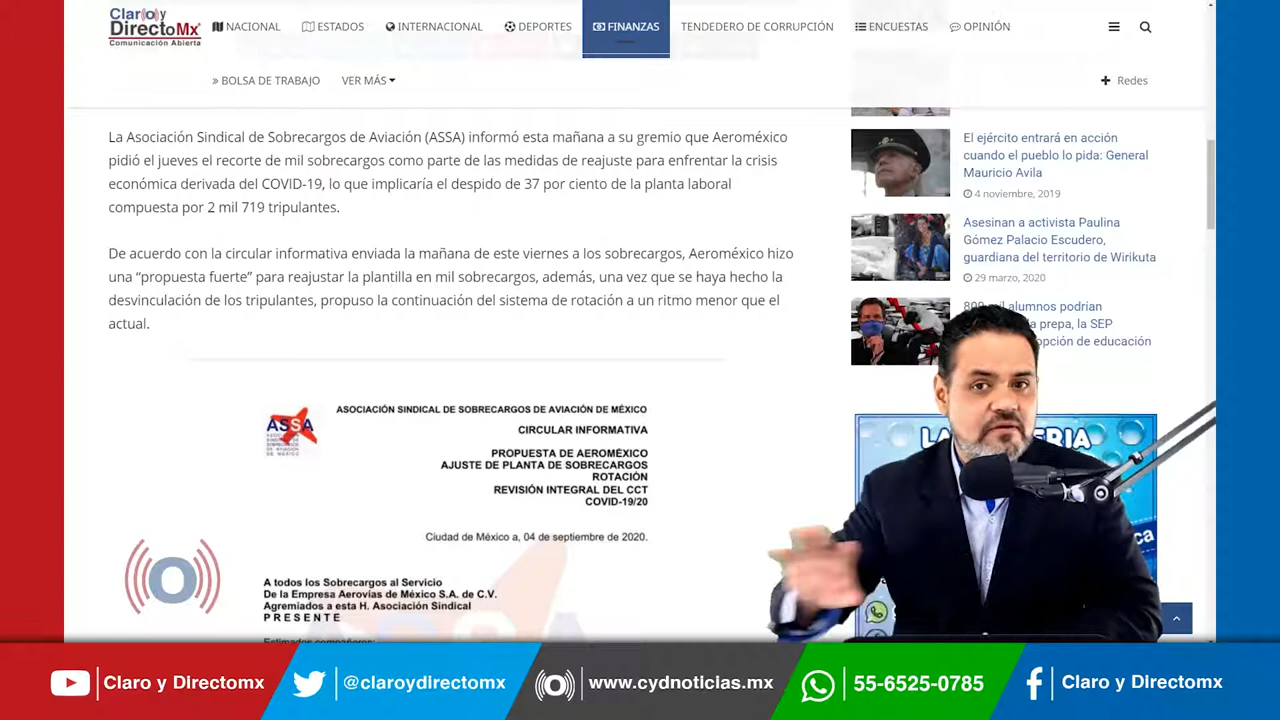 Claro y
DirectoMx
Comunicación Abierta
NACIONAL
ESTADOS
INTERNACIONAL
DEPORTES
FINANZAS
TENDEDERO DE CORRUPCIÓN
ENCUESTAS
OPINIÓN
» BOLSA DE TRABAJO
VER MÁS
Redes
La Asociación Sindical de Sobrecargos de Aviación (ASSA) informó esta mañana a su gremio que Aeroméxico
pidió el jueves el recorte de mil sobrecargos como parte de las medidas de reajuste para enfrentar la crisis
económica derivada del COVID-19, lo que implicaría el despido de 37 por ciento de la planta laboral
compuesta por 2 mil 719 tripulantes.
De acuerdo con la circular informativa enviada la mañana de este viernes a los sobrecargos, Aeroméxico hizo
una “propuesta fuerte” para reajustar la plantilla en mil sobrecargos, además, una vez que se haya hecho la
desvinculación de los tripulantes, propuso la continuación del sistema de rotación a un ritmo menor que el
actual.
El ejército entrará en acción
cuando el pueblo lo pida: General
Mauricio Avila
4 noviembre, 2019
Asesinan a activista Paulina
Gómez Palacio Escudero,
guardiana del territorio de Wirikuta
29 marzo, 2020
alumnos podrian
prepa, la SEP
opción de educación
ASSA
ASOCIACIÓN SINDICAL DE SOBRECARGOS DE AVIACIÓN DE MÉXICO
CIRCULAR INFORMATIVA
PROPUESTA DE AEROMÉXICO
AJUSTE DE PLANTA DE SOBRECARGOS
ROTACIÓN
REVISIÓN INTEGRAL DEL CCT
COVID-19/20
Ciudad de México a, 04 de septiembre de 2020.
A todos los Sobrecargos al Servicio
De la Empresa Aerovías de México S.A. de C.V.
Agremiados a esta H. Asociación Sindical
P R E S E N T E
Estimados compañeros:
Claro y Directomx
@claroydirectomx
www.cydnoticias.mx
55-6525-0785
Claro y Directomx